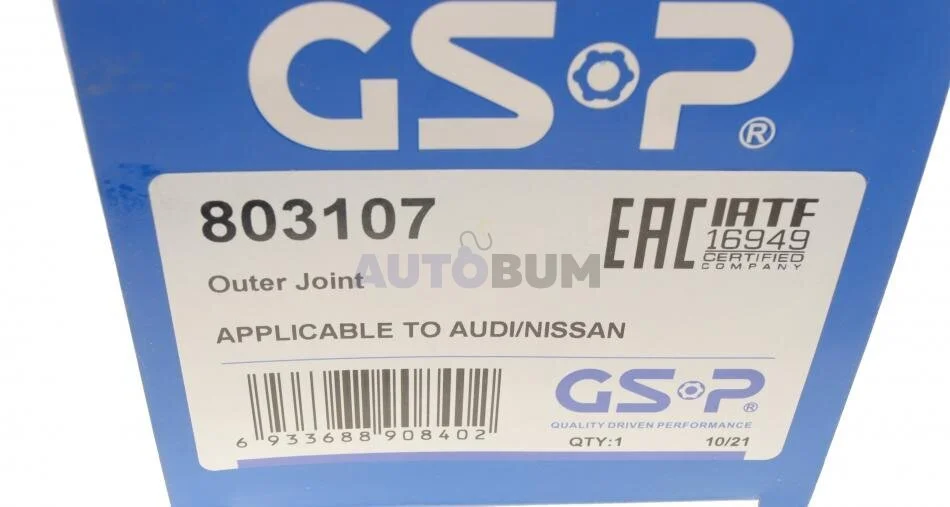 GSP®
803107
EAC
IATF
16949
CERTIFIED
COMPANY
AUTOBUM
Outer Joint
APPLICABLE TO AUDI/NISSAN
6 933688 908402
GSP®
QUALITY DRIVEN PERFORMANCE
QTY:1 10/21